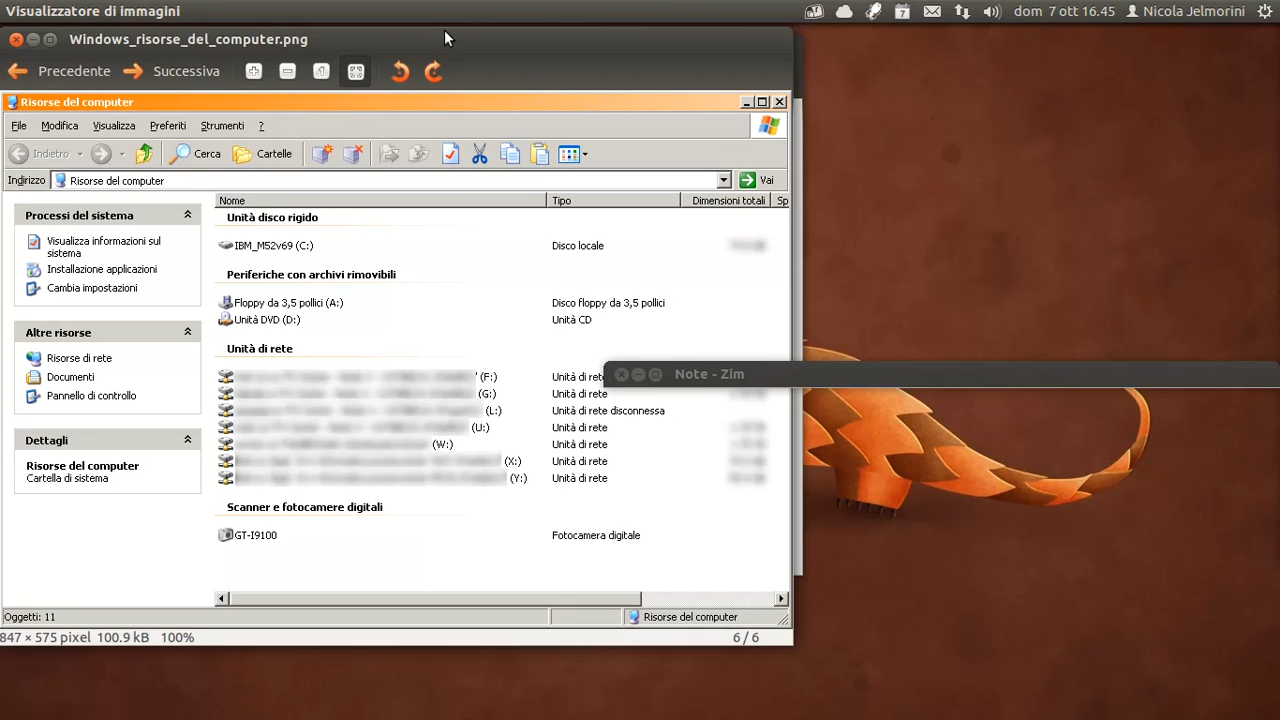 Visualizzatore di immagini
dom 7 ott 16.45 Nicola Jelmorini
Windows_risorse_del_computer.png
Precedente Successiva
Risorse del computer
File Modifica Visualizza Preferiti Strumenti ?
Indietro Cerca Cartelle
Indirizzo Risorse del computer Vai
Processi del sistema
Visualizza informazioni sul
sistema
Installazione applicazioni
Cambia impostazioni
Altre risorse
Risorse di rete
Documenti
Pannello di controllo
Dettagli
Risorse del computer
Cartella di sistema
Nome Tipo Dimensioni totali Sp
Unità disco rigido
IBM_M52v69 (C:) Disco locale
Periferiche con archivi rimovibili
Floppy da 3,5 pollici (A:) Disco floppy da 3,5 pollici
Unità DVD (D:) Unità CD
Unità di rete
(F:) Unità di rete
(G:) Unità di rete
(L:) Unità di rete disconnessa
(U:) Unità di rete
(W:) Unità di rete
(X:) Unità di rete
(Y:) Unità di rete
Scanner e fotocamere digitali
GT-I9100 Fotocamera digitale
Note - Zim
Oggetti: 11 Risorse del computer
847 × 575 pixel 100.9 kB 100% 6 / 6